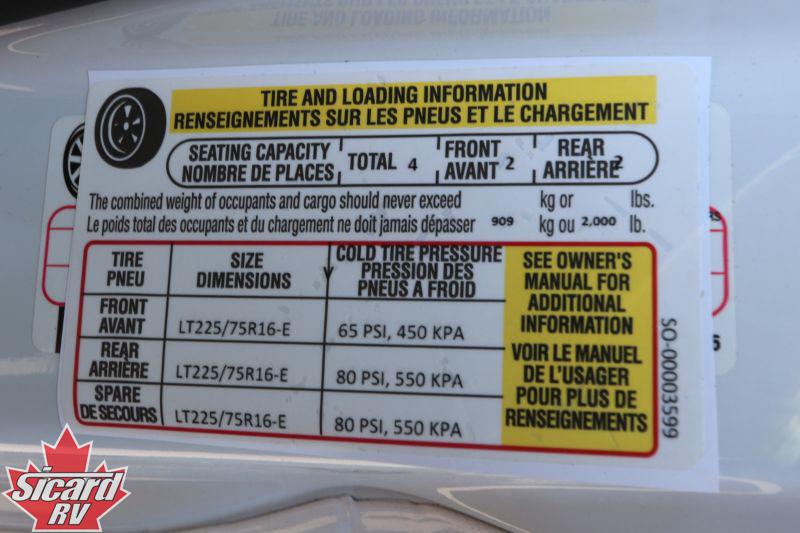 TIRE AND LOADING INFORMATION
TIRE AND LOADING INFORMATION
RENSEIGNEMENTS SUR LES PNEUS ET LE CHARGEMENT
SEATING CAPACITY
NOMBRE DE PLACES
TOTAL 4
FRONT
AVANT 2
REAR
ARRIÈRE 2
The combined weight of occupants and cargo should never exceed kg or lbs.
Le poids total des occupants et du chargement ne doit jamais dépasser 909 kg ou 2,000 lb.
TIRE
PNEU
SIZE
DIMENSIONS
COLD TIRE PRESSURE
PRESSION DES
PNEUS A FROID
SEE OWNER'S
MANUAL FOR
ADDITIONAL
INFORMATION
VOIR LE MANUEL
DE L'USAGER
POUR PLUS DE
RENSEIGNEMENTS
FRONT
AVANT
LT225/75R16-E
65 PSI, 450 KPA
REAR
ARRIÈRE
LT225/75R16-E
80 PSI, 550 KPA
SPARE
DE SECOURS
LT225/75R16-E
80 PSI, 550 KPA
SO-00003599
6
Sicard
RV